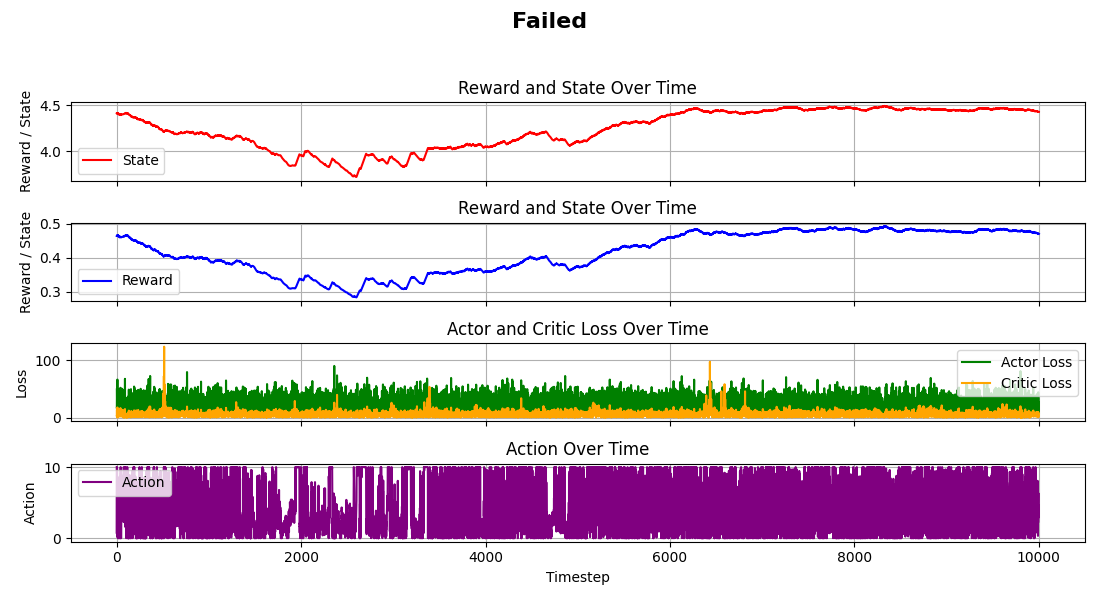 Failed
Reward and State Over Time
Reward / State
4.5
4.0
State
Reward and State Over Time
Reward / State
0.5
0.4
0.3
Reward
Actor and Critic Loss Over Time
Loss
100
0
Actor Loss
Critic Loss
Action Over Time
Action
10
0
Action
0 2000 4000 6000 8000 10000
Timestep